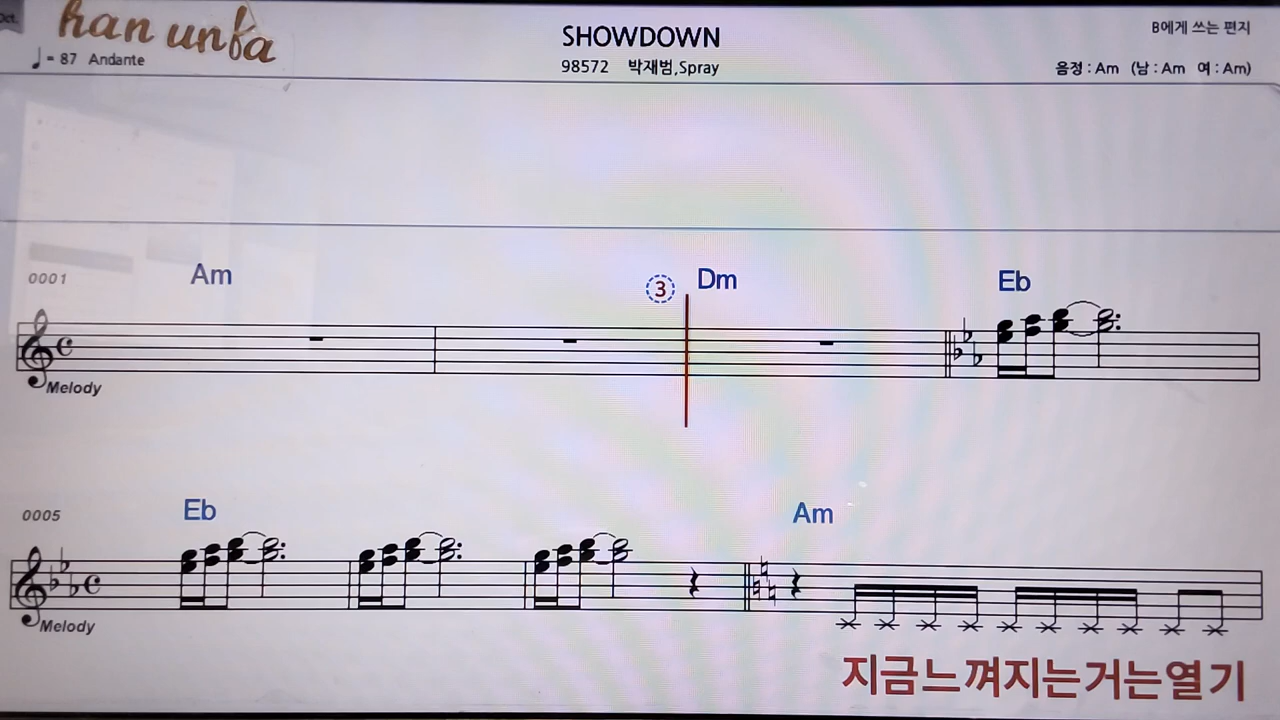 Oct.
han unfa
♩= 87 Andante
SHOWDOWN
98572 박재범,Spray
B에게 쓰는 편지
음정 : Am (남 : Am 여 : Am)
0001
Am
3
Dm
Eb
Melody
0005
Eb
Am
Melody
지금느껴지는거는열기